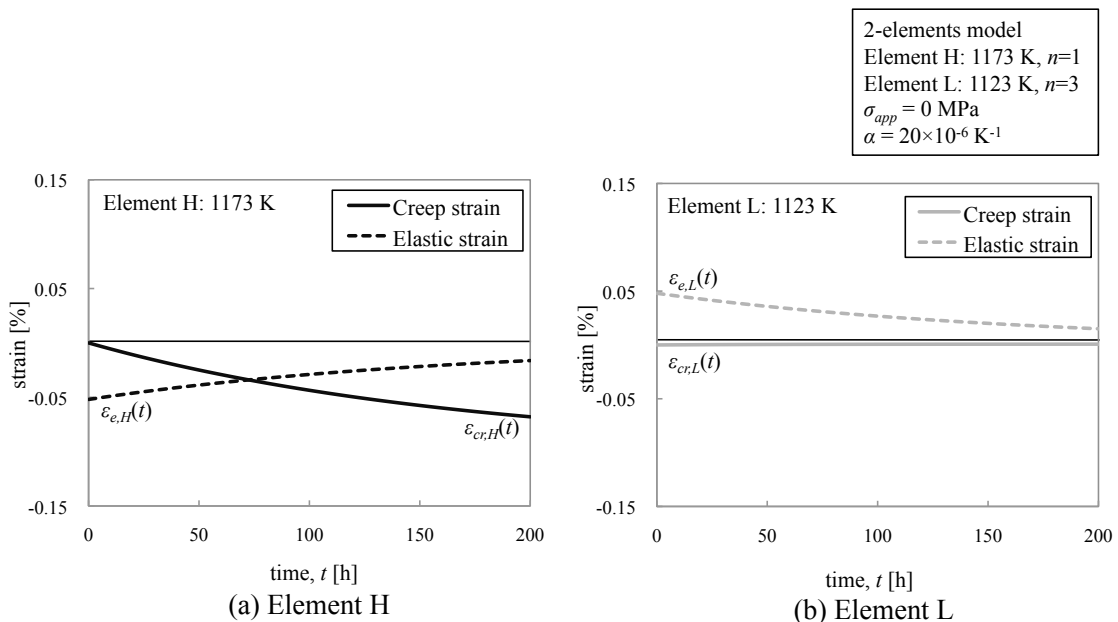 2-elements model
Element H: 1173 K, n=1
Element L: 1123 K, n=3
σapp = 0 MPa
α = 20×10⁻⁶ K⁻¹
0.15
0.05
-0.05
-0.15
strain [%]
Element H: 1173 K
Creep strain
Elastic strain
εe,H(t)
εcr,H(t)
0 50 100 150 200
time, t [h]
(a) Element H
0.15
0.05
-0.05
-0.15
strain [%]
Element L: 1123 K
Creep strain
Elastic strain
εe,L(t)
εcr,L(t)
0 50 100 150 200
time, t [h]
(b) Element L